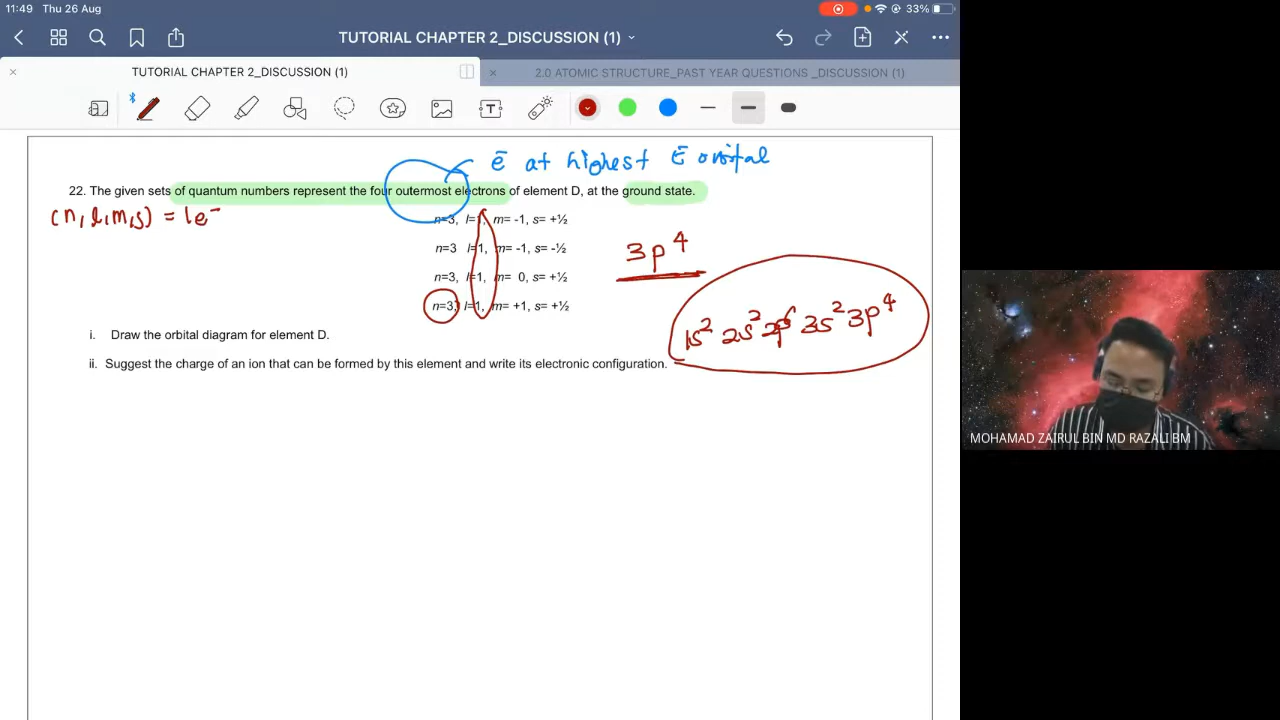 11:49 Thu 26 Aug
33%
TUTORIAL CHAPTER 2_DISCUSSION (1)
TUTORIAL CHAPTER 2_DISCUSSION (1)
2.0 ATOMIC STRUCTURE_PAST YEAR QUESTIONS _DISCUSSION (1)
ē at highest E orbital
22. The given sets of quantum numbers represent the four outermost electrons of element D, at the ground state.
(n, l, m, s) = 1e⁻
n=3, l=1, m= -1, s= +½
n=3 l=1, m= -1, s= -½
n=3, l=1, m= 0, s= +½
n=3, l=1, m= +1, s= +½
3p⁴
1s² 2s² 2p⁶ 3s² 3p⁴
i. Draw the orbital diagram for element D.
ii. Suggest the charge of an ion that can be formed by this element and write its electronic configuration.
MOHAMAD ZAIRUL BIN MD RAZALI BM